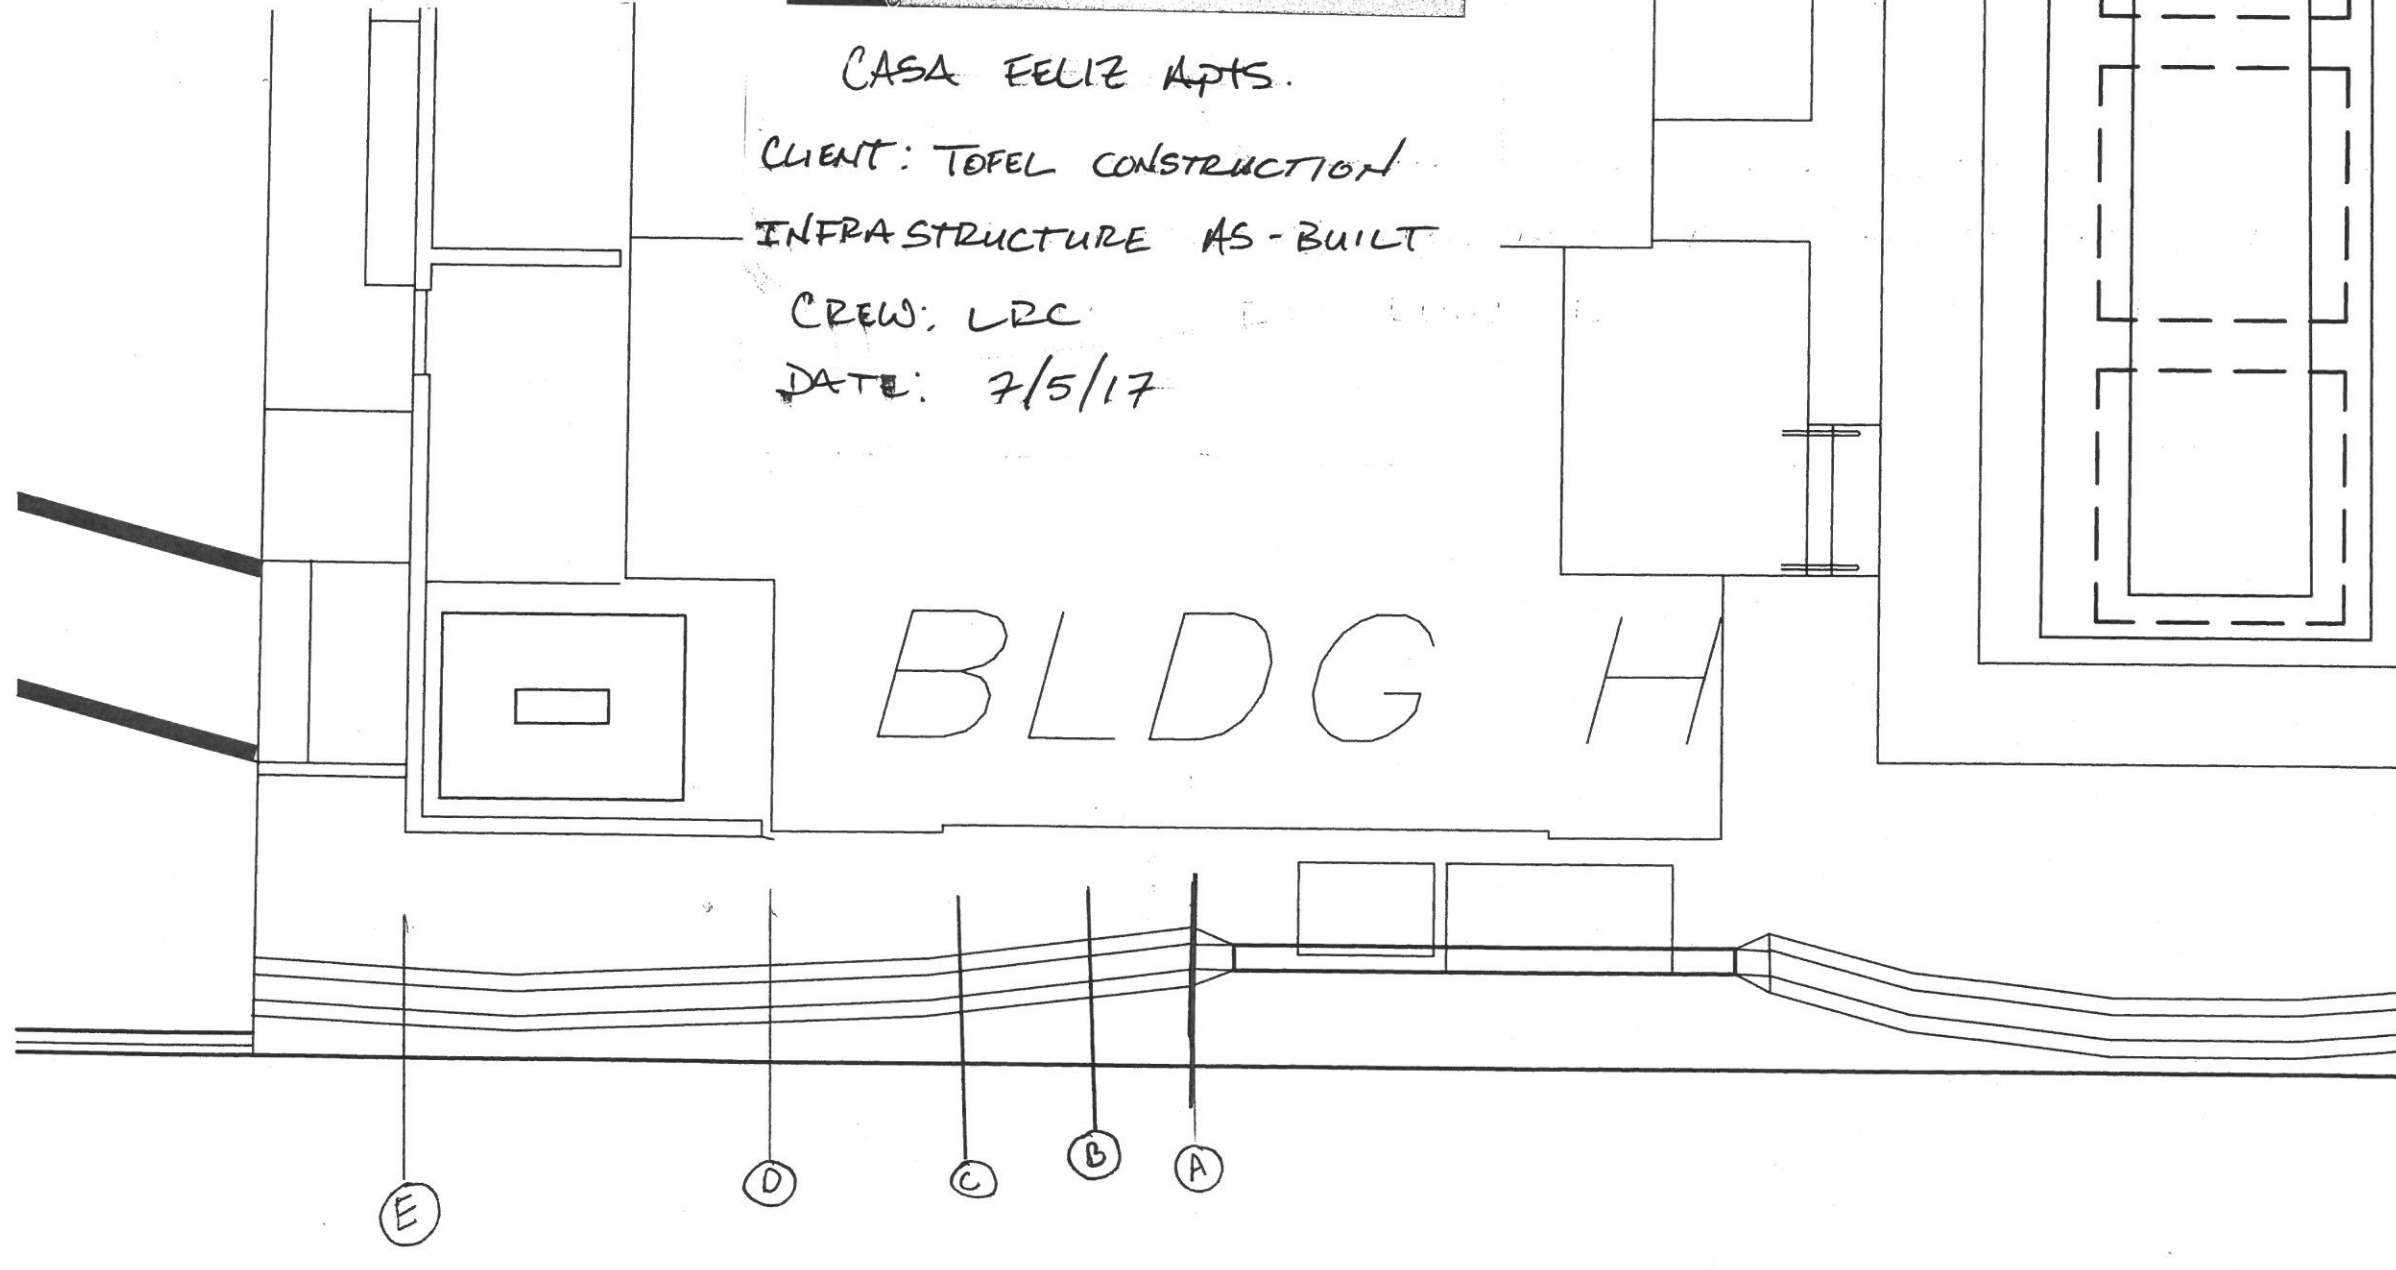 CASA FELIZ Apts.
CLIENT: TOFEL CONSTRUCTION
INFRASTRUCTURE AS-BUILT
CREW: LRC
DATE: 7/5/17
BLDG H
E D C B A